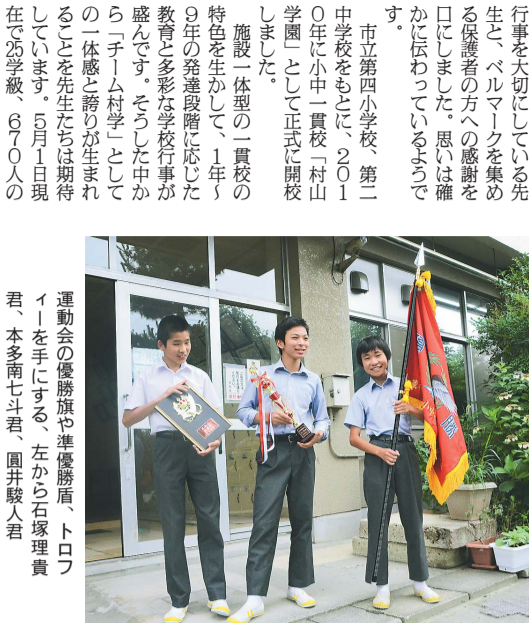 行事を大切にしている先
生と、ベルマークを集め
る保護者の方への感謝を
口にしました。思いは確
かに伝わっているようで
す。
市立第四小学校、第二
中学校をもとに、２０１
０年に小中一貫校「村山
学園」として正式に開校
しました。
施設一体型の一貫校の
特色を生かして、１年〜
９年の発達段階に応じた
教育と多彩な学校行事が
盛んです。そうした中か
ら「チーム村学」として
の一体感と誇りが生まれ
ることを先生たちは期待
しています。５月１日現
在で25学級、６７０人の
運動会の優勝旗や準優勝盾、トロフ
ィーを手にする、左から石塚理貴
君、本多南七斗君、圓井駿人君